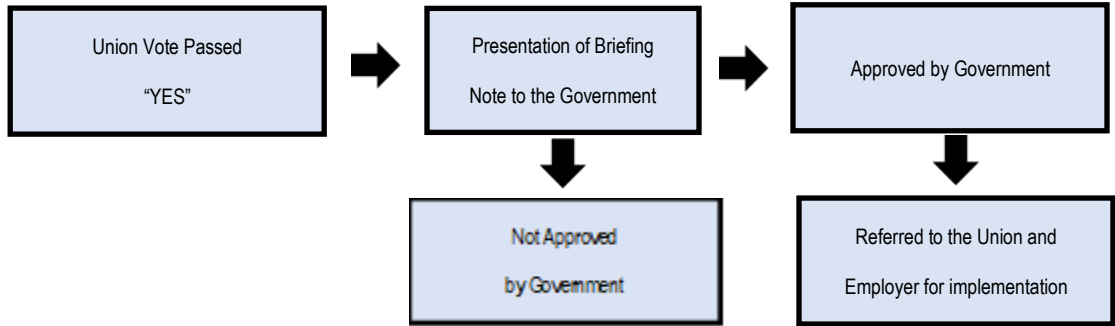 Union Vote Passed
“YES”
Presentation of Briefing
Note to the Government
Approved by Government
Not Approved
by Government
Referred to the Union and
Employer for implementation